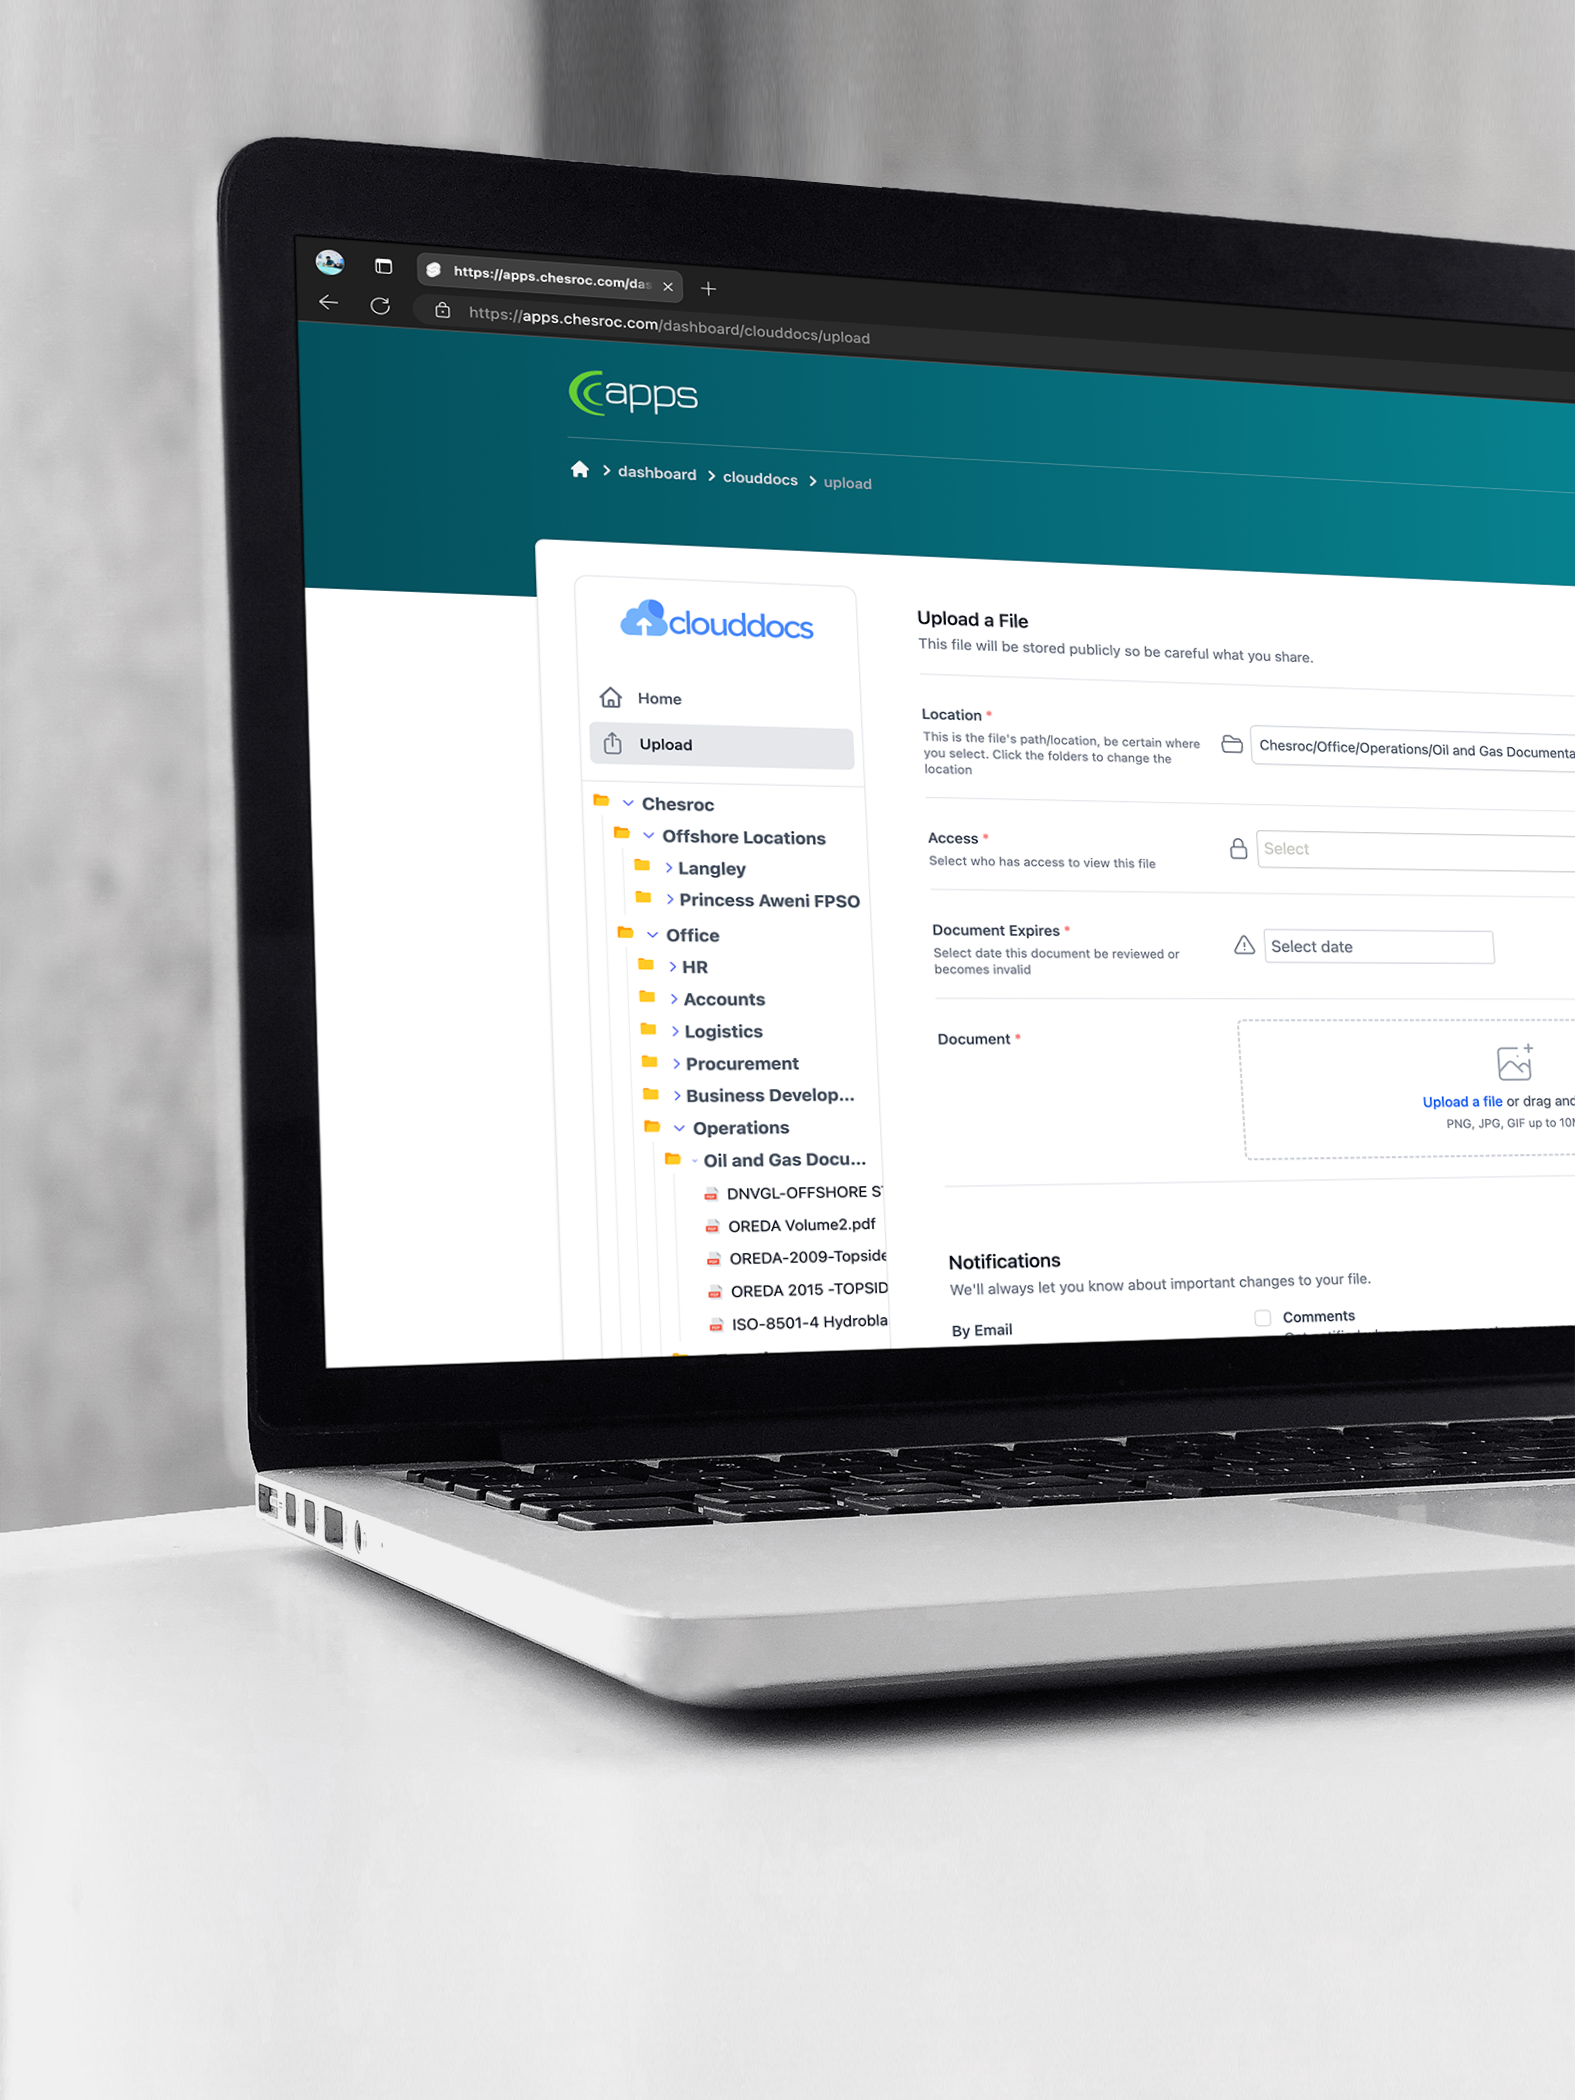 https://apps.chesroc.com/das
https://apps.chesroc.com/dashboard/clouddocs/upload
apps
dashboard
clouddocs
upload
clouddocs
Home
Upload
Chesroc
Offshore Locations
Langley
Princess Aweni FPSO
Office
HR
Accounts
Logistics
Procurement
Business Develop...
Operations
Oil and Gas Docu...
DNVGL-OFFSHORE S
OREDA Volume2.pdf
OREDA-2009-Topside
OREDA 2015 -TOPSID
ISO-8501-4 Hydrobla
Upload a File
This file will be stored publicly so be careful what you share.
Location *
This is the file's path/location, be certain where
you select. Click the folders to change the
location
Chesroc/Office/Operations/Oil and Gas Documenta
Access *
Select who has access to view this file
Select
Document Expires *
Select date this document be reviewed or
becomes invalid
Select date
Document *
Upload a file or drag and
PNG, JPG, GIF up to 10
Notifications
We'll always let you know about important changes to your file.
By Email
Comments